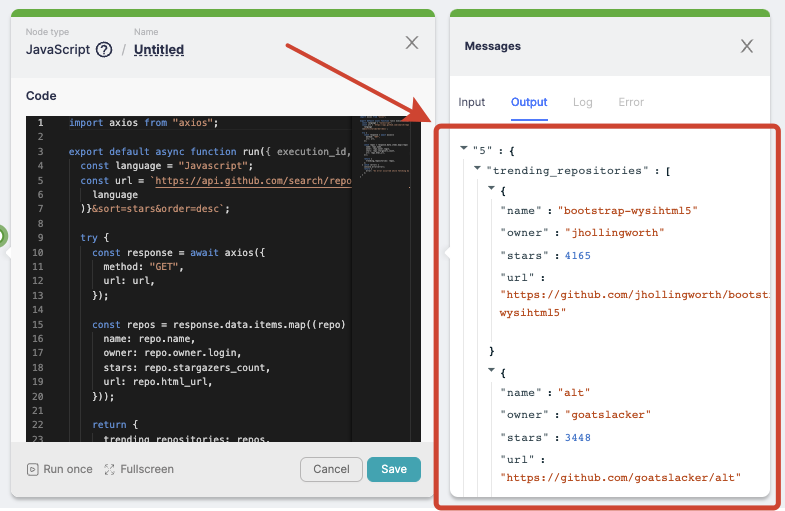 Node type
Name
JavaScript ? / Untitled
Code
1 import axios from "axios";
2
3 export default async function run({ execution_id,
4 const language = "Javascript";
5 const url = `https://api.github.com/search/repo
6 language
7 )}&sort=stars&order=desc`;
8
9 try {
10 const response = await axios({
11 method: "GET",
12 url: url,
13 });
14
15 const repos = response.data.items.map((repo)
16 name: repo.name,
17 owner: repo.owner.login,
18 stars: repo.stargazers_count,
19 url: repo.html_url,
20 }));
21
22 return {
23 trending_repositories: repos,
Run once
Fullscreen
Cancel
Save
Messages
Input
Output
Log
Error
"5" : {
"trending_repositories" : [
{
"name" : "bootstrap-wysihtml5"
"owner" : "jhollingworth"
"stars" : 4165
"url" :
"https://github.com/jhollingworth/bootst
wysihtml5"
}
{
"name" : "alt"
"owner" : "goatslacker"
"stars" : 3448
"url" :
"https://github.com/goatslacker/alt"